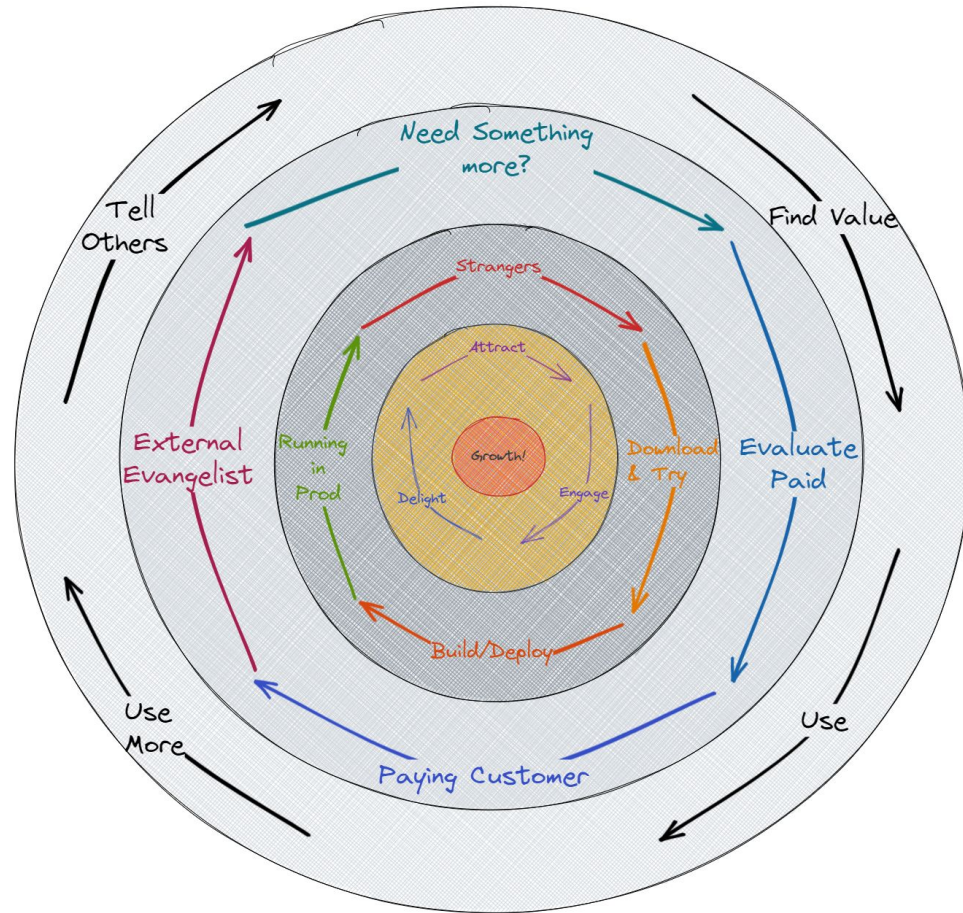 Need Something
more?
Tell
Others
Find Value
Strangers
Attract
External
Evangelist
Running
in
Prod
Growth!
Download
& Try
Evaluate
Paid
Delight
Engage
Build/Deploy
Use
More
Use
Paying Customer